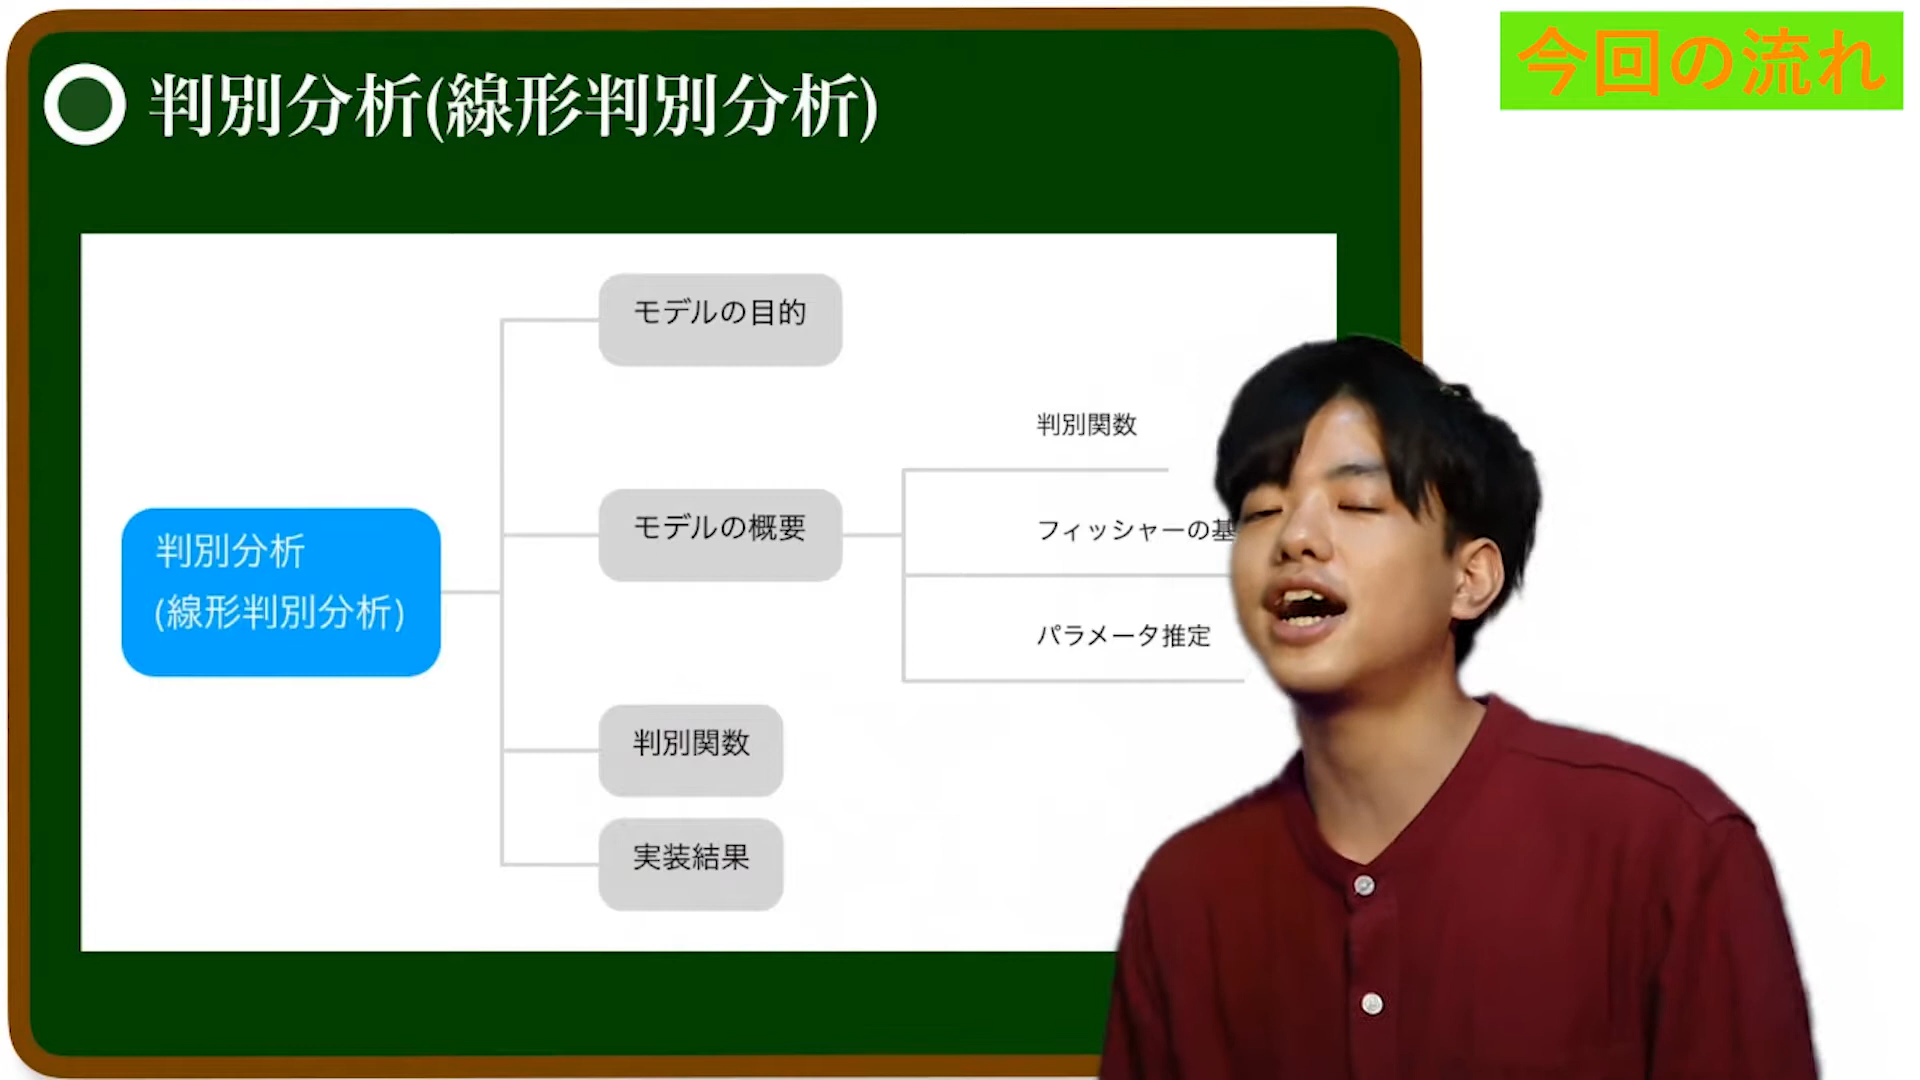 判別分析(線形判別分析)
今回の流れ
判別分析
(線形判別分析)
モデルの目的
モデルの概要
判別関数
フィッシャーの基
パラメータ推定
判別関数
実装結果